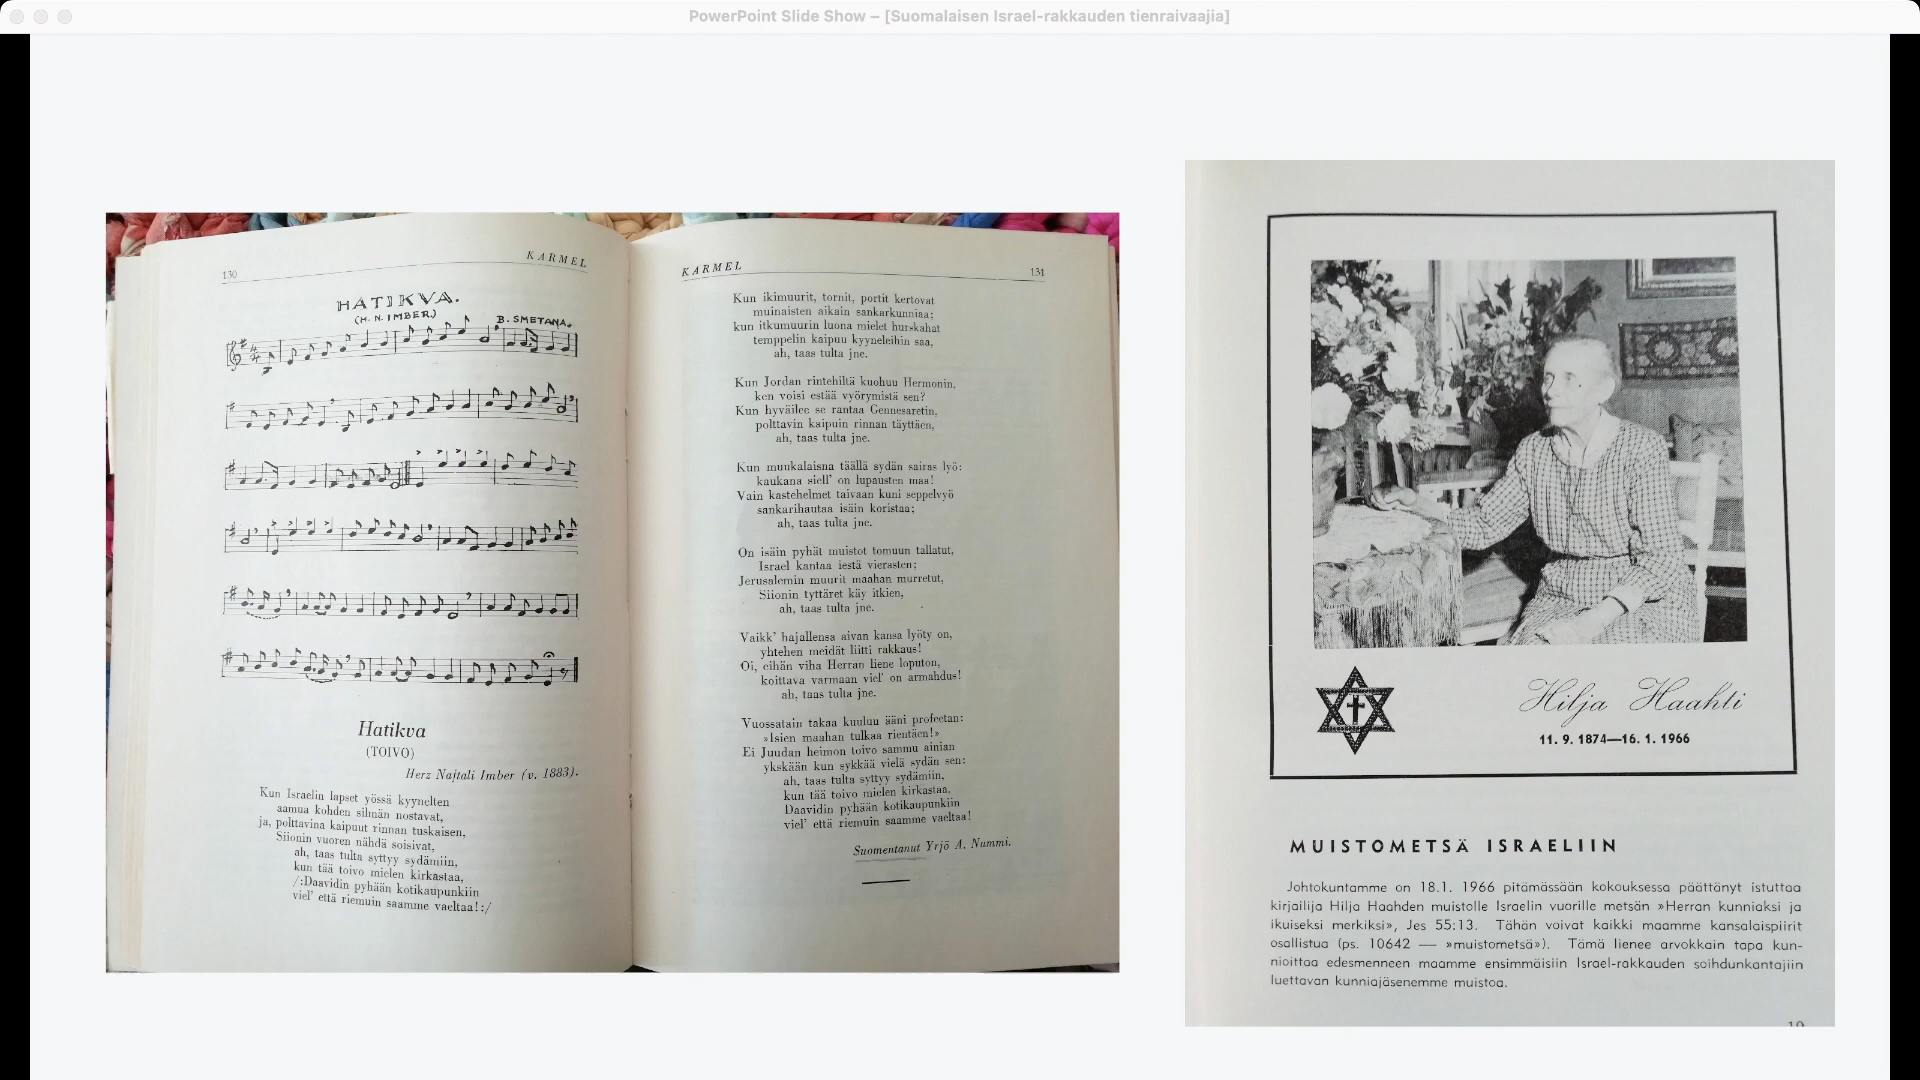 PowerPoint Slide Show – [Suomalaisen Israel-rakkauden tienraivaajia]
130
KARMEL
HATIKVA.
(H. N. IMBER)
B. SMETANA.
Hatikva
(TOIVO)
Herz Naftali Imber (v. 1883).
Kun Israelin lapset yössä kyynelten
aamua kohden silmän nostavat,
ja, polttavina kaipuut rinnan tuskaisen,
Siionin vuoren nähdä soisivat,
ah, taas tulta syttyy sydämiin,
kun tää toivo mielen kirkastaa,
/:Daavidin pyhään kotikaupunkiin
viel' että riemuin saamme vaeltaa!:/
KARMEL
131
Kun ikimuurit, tornit, portit kertovat
muinaisten aikain sankarkunniaa;
kun itkumuurin luona mielet hurskahat
temppelin kaipuu kyyneleihin saa,
ah, taas tulta jne.
Kun Jordan rintehiltä kuohuu Hermonin,
ken voisi estää vyörymistä sen?
Kun hyväilee se rantaa Gennesaretin,
polttavin kaipuin rinnan täyttäen,
ah, taas tulta jne.
Kun muukalaisna täällä sydän sairas lyö:
kaukana siell' on lupausten maa!
Vain kastehelmet taivaan kuni seppelvyö
sankarihautaa isäin koristaa;
ah, taas tulta jne.
On isäin pyhät muistot tomuun tallatut,
Israel kantaa iestä vierasten;
Jerusalemin muurit maahan murretut,
Siionin tyttäret käy itkien,
ah, taas tulta jne.
Vaikk' hajallensa aivan kansa lyöty on,
yhtehen meidät liitti rakkaus!
Oi, eihän viha Herran liene loputon,
koittava varmaan viel' on armahdus!
ah, taas tulta jne.
Vuossatain takaa kuuluu ääni profeetan:
»Isien maahan tulkaa rientäen!»
Ei Juudan heimon toivo sammu ainian
ykskään kun sykkää vielä sydän sen:
ah, taas tulta syttyy sydämiin,
kun tää toivo mielen kirkastaa,
Daavidin pyhään kotikaupunkiin
viel' että riemuin saamme vaeltaa!
Suomentanut Yrjö A. Nummi.
Hilja Haahti
11. 9. 1874—16. 1. 1966
MUISTOMETSÄ ISRAELIIN
Johtokuntamme on 18.1. 1966 pitämässään kokouksessa päättänyt istuttaa
kirjailija Hilja Haahden muistolle Israelin vuorille metsän »Herran kunniaksi ja
ikuiseksi merkiksi», Jes 55:13. Tähän voivat kaikki maamme kansalaispiirit
osallistua (ps. 10642 — »muistometsä»). Tämä lienee arvokkain tapa kun-
nioittaa edesmenneen maamme ensimmäisiin Israel-rakkauden soihdunkantajiin
luettavan kunniajäsenemme muistoa.